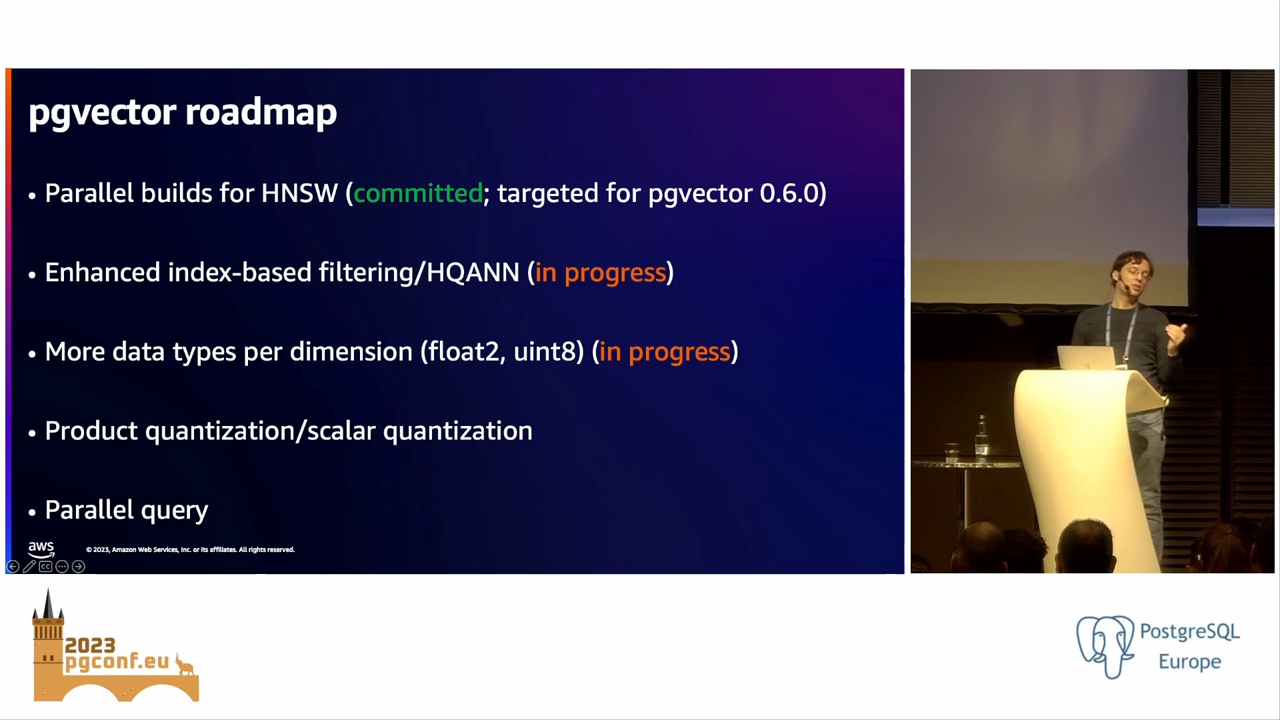 pgvector roadmap
• Parallel builds for HNSW (committed; targeted for pgvector 0.6.0)
• Enhanced index-based filtering/HQANN (in progress)
• More data types per dimension (float2, uint8) (in progress)
• Product quantization/scalar quantization
• Parallel query
aws
© 2023, Amazon Web Services, Inc. or its affiliates. All rights reserved.
CC
2023
pgconf.eu
PostgreSQL
Europe